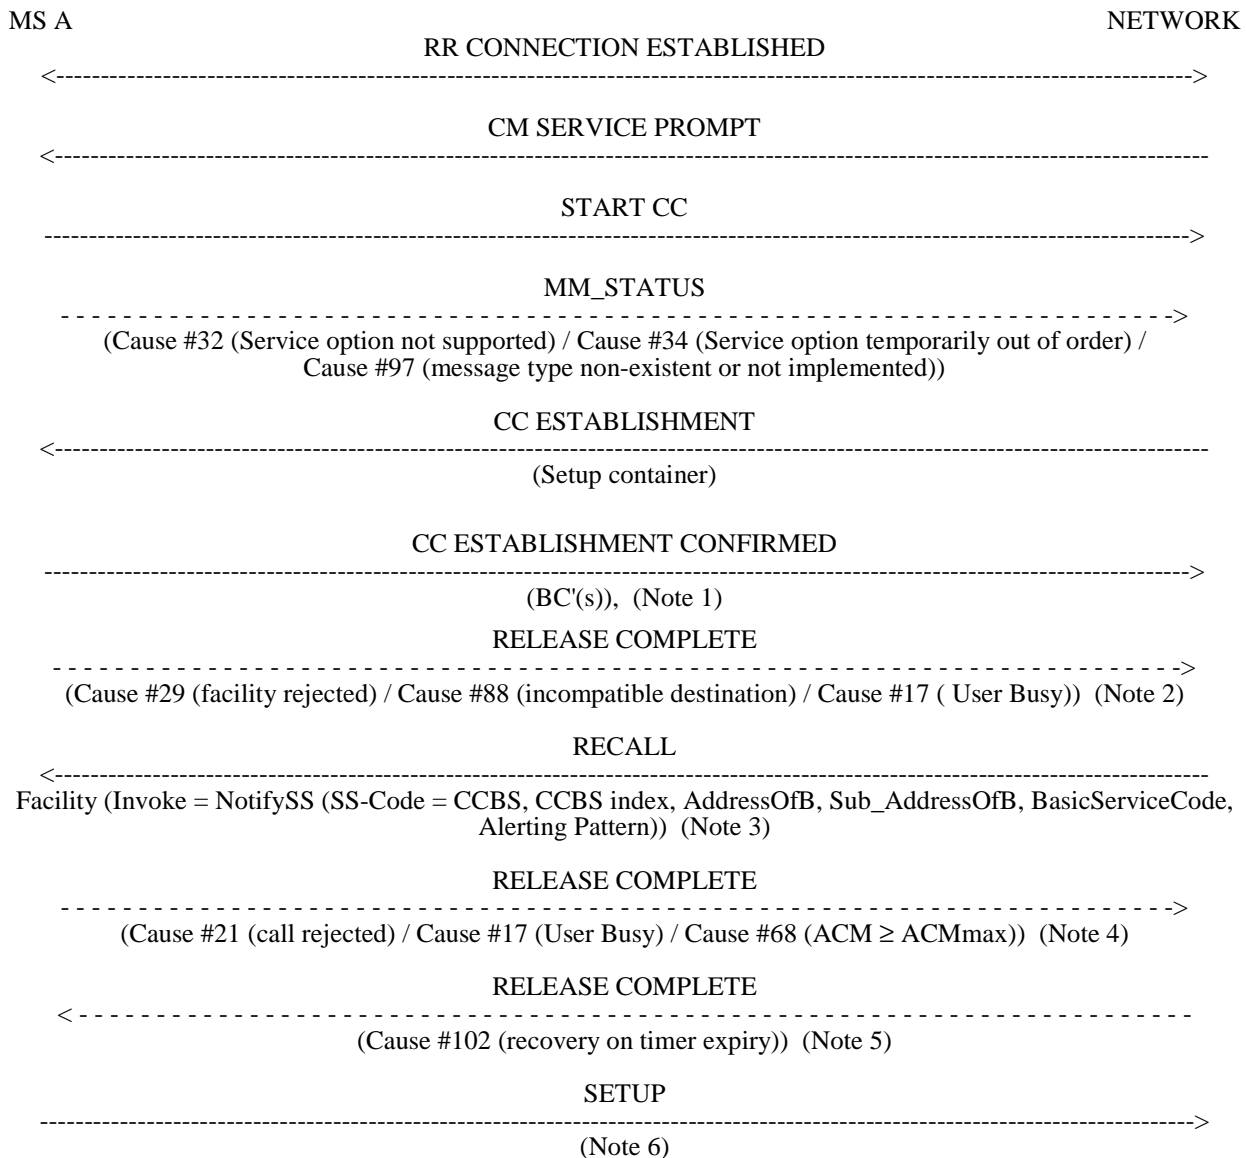 MS A NETWORK
RR CONNECTION ESTABLISHED
<-------------------------------------------------------------------------------------------------------------------------------->
CM SERVICE PROMPT
<----------------------------------------------------------------------------------------------------------------------------------
START CC
--------------------------------------------------------------------------------------------------------------------------------->
MM_STATUS
- - - - - - - - - - - - - - - - - - - - - - - - - - - - - - - - - - - - - - - - - - - - - - - - - - - - - - - - - - - - - - - - - - - - - - - ->
(Cause #32 (Service option not supported) / Cause #34 (Service option temporarily out of order) /
Cause #97 (message type non-existent or not implemented))
CC ESTABLISHMENT
<----------------------------------------------------------------------------------------------------------------------------------
(Setup container)
CC ESTABLISHMENT CONFIRMED
--------------------------------------------------------------------------------------------------------------------------------->
(BC'(s)), (Note 1)
RELEASE COMPLETE
- - - - - - - - - - - - - - - - - - - - - - - - - - - - - - - - - - - - - - - - - - - - - - - - - - - - - - - - - - - - - - - - - - - - - - - - ->
(Cause #29 (facility rejected) / Cause #88 (incompatible destination) / Cause #17 ( User Busy)) (Note 2)
RECALL
<----------------------------------------------------------------------------------------------------------------------------------
Facility (Invoke = NotifySS (SS-Code = CCBS, CCBS index, AddressOfB, Sub_AddressOfB, BasicServiceCode,
Alerting Pattern)) (Note 3)
RELEASE COMPLETE
- - - - - - - - - - - - - - - - - - - - - - - - - - - - - - - - - - - - - - - - - - - - - - - - - - - - - - - - - - - - - - - - - - - - - - - ->
(Cause #21 (call rejected) / Cause #17 (User Busy) / Cause #68 (ACM ≥ ACMmax)) (Note 4)
RELEASE COMPLETE
< - - - - - - - - - - - - - - - - - - - - - - - - - - - - - - - - - - - - - - - - - - - - - - - - - - - - - - - - - - - - - - - - - - - - - - - -
(Cause #102 (recovery on timer expiry)) (Note 5)
SETUP
---------------------------------------------------------------------------------------------------------------------------------->
(Note 6)